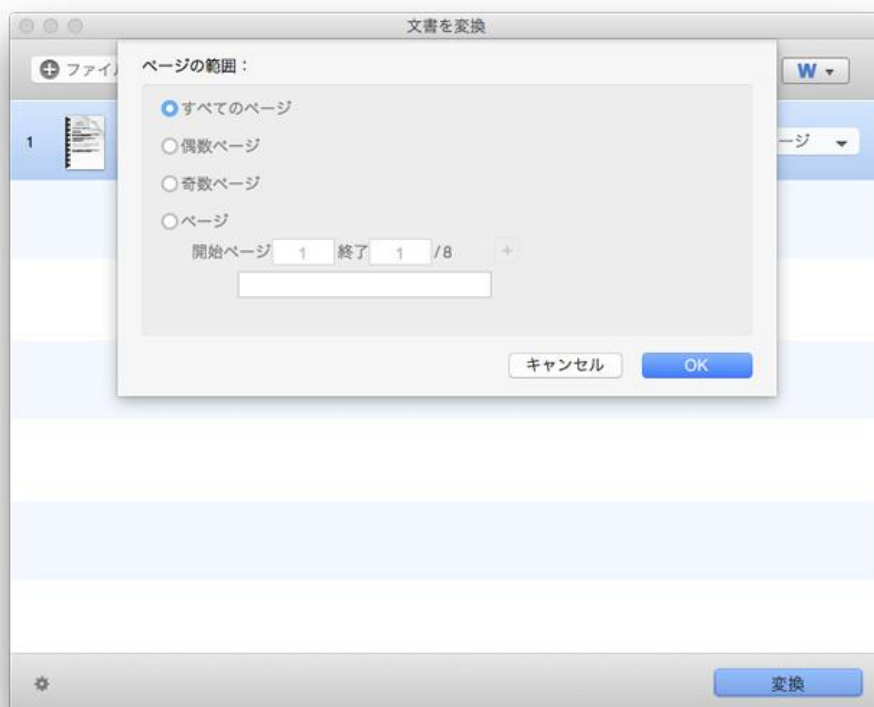 文書を変換
ファイル
W
ページの範囲：
すべてのページ
偶数ページ
奇数ページ
ページ
開始ページ 1 終了 1 /8 +
キャンセル OK
1
ージ
変換